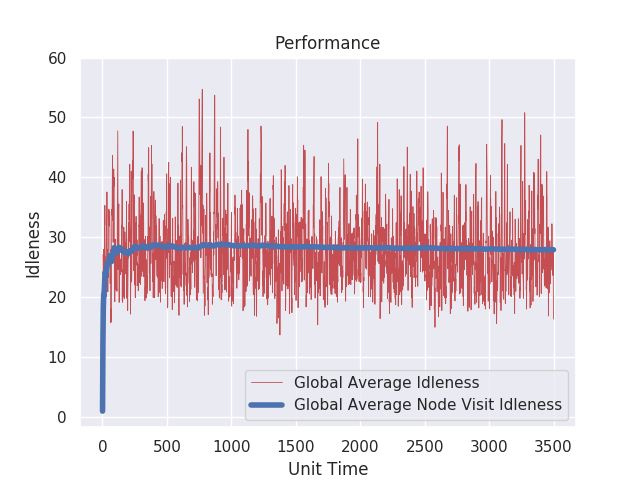 Performance
60
50
40
30
20
10
0
Idleness
0 500 1000 1500 2000 2500 3000 3500
Unit Time
Global Average Idleness
Global Average Node Visit Idleness